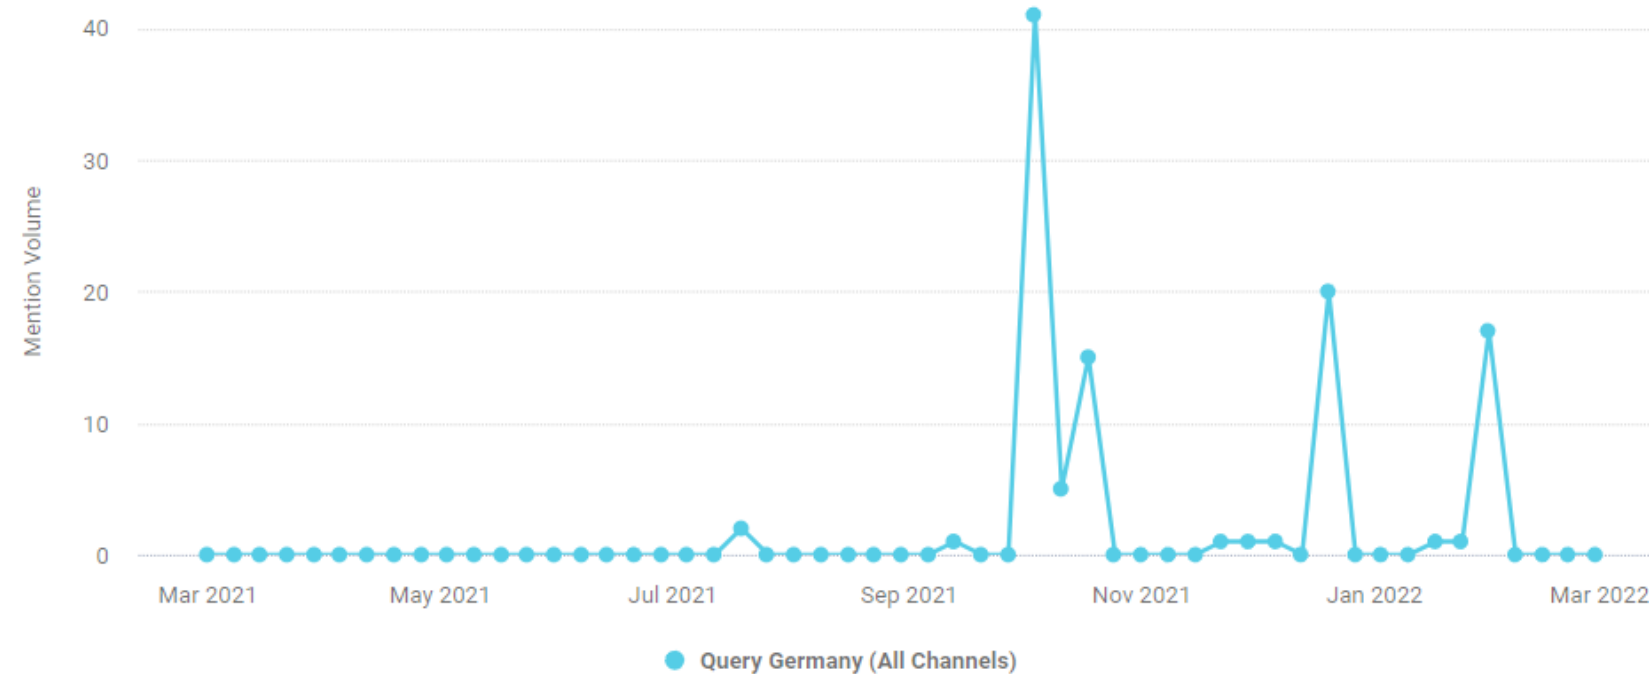 40
30
20
10
0
Mention Volume
Mar 2021 May 2021 Jul 2021 Sep 2021 Nov 2021 Jan 2022 Mar 2022
Query Germany (All Channels)